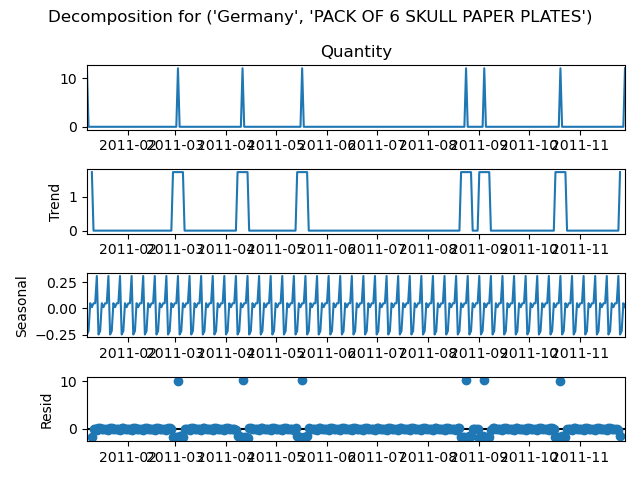 Decomposition for ('Germany', 'PACK OF 6 SKULL PAPER PLATES')
Quantity
10
0
2011-02 2011-03 2011-04 2011-05 2011-06 2011-07 2011-08 2011-09 2011-10 2011-11
Trend
1
0
2011-02 2011-03 2011-04 2011-05 2011-06 2011-07 2011-08 2011-09 2011-10 2011-11
Seasonal
0.25
0.00
−0.25
2011-02 2011-03 2011-04 2011-05 2011-06 2011-07 2011-08 2011-09 2011-10 2011-11
Resid
10
0
2011-02 2011-03 2011-04 2011-05 2011-06 2011-07 2011-08 2011-09 2011-10 2011-11